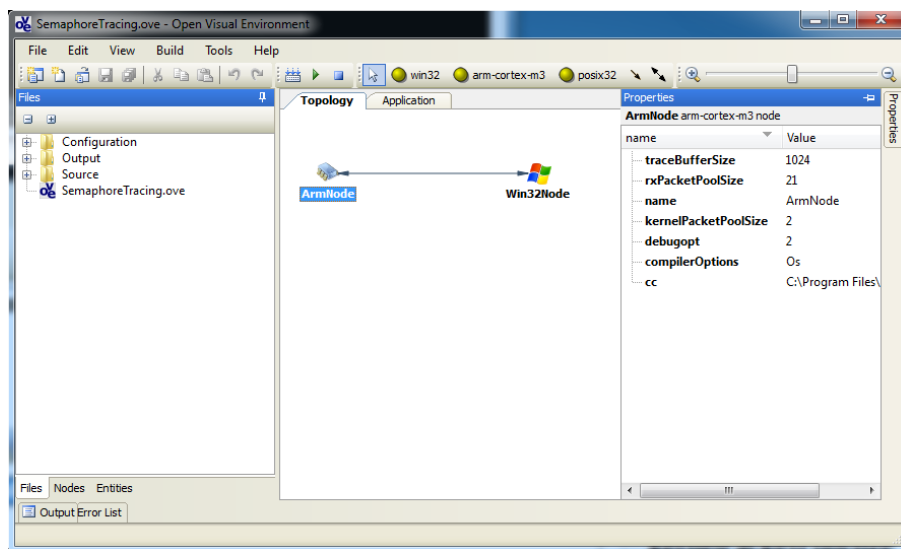 SemaphoreTracing.ove - Open Visual Environment
File Edit View Build Tools Help
win32 arm-cortex-m3 posix32
Files
Configuration
Output
Source
SemaphoreTracing.ove
Files Nodes Entities
Output Error List
Topology Application
ArmNode
Win32Node
Properties
ArmNode arm-cortex-m3 node
name Value
traceBufferSize 1024
rxPacketPoolSize 21
name ArmNode
kernelPacketPoolSize 2
debugopt 2
compilerOptions Os
cc C:\Program Files\
Properties